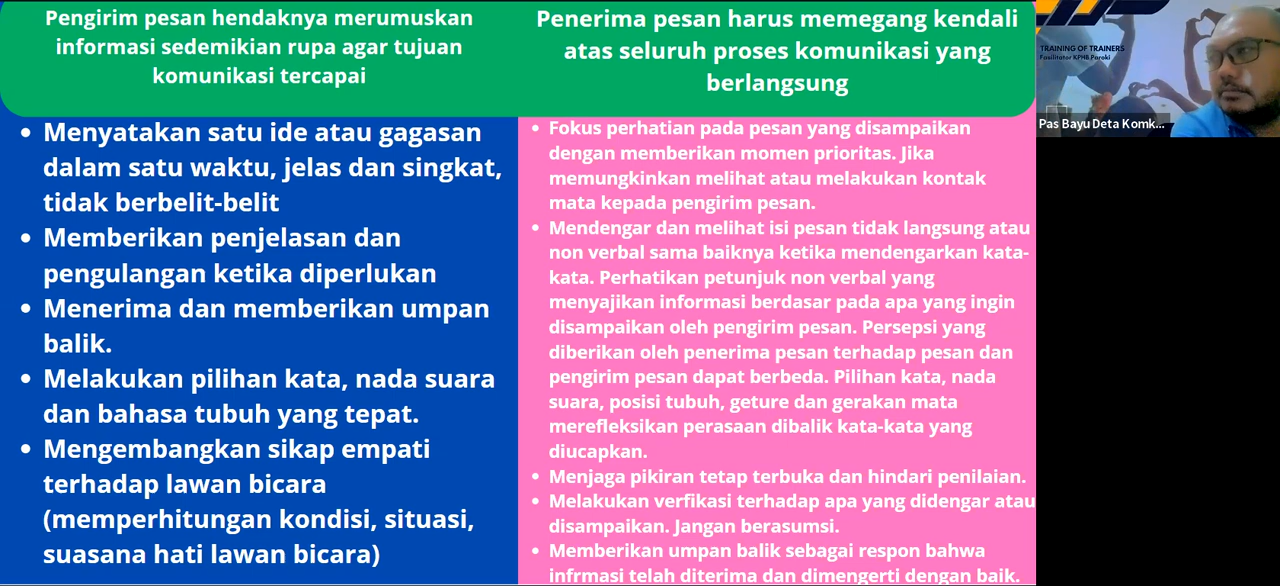 Pengirim pesan hendaknya merumuskan
informasi sedemikian rupa agar tujuan
komunikasi tercapai
• Menyatakan satu ide atau gagasan
dalam satu waktu, jelas dan singkat,
tidak berbelit-belit
• Memberikan penjelasan dan
pengulangan ketika diperlukan
• Menerima dan memberikan umpan
balik.
• Melakukan pilihan kata, nada suara
dan bahasa tubuh yang tepat.
• Mengembangkan sikap empati
terhadap lawan bicara
(memperhitungan kondisi, situasi,
suasana hati lawan bicara)
Penerima pesan harus memegang kendali
atas seluruh proses komunikasi yang
berlangsung
• Fokus perhatian pada pesan yang disampaikan
dengan memberikan momen prioritas. Jika
memungkinkan melihat atau melakukan kontak
mata kepada pengirim pesan.
• Mendengar dan melihat isi pesan tidak langsung atau
non verbal sama baiknya ketika mendengarkan kata-
kata. Perhatikan petunjuk non verbal yang
menyajikan informasi berdasar pada apa yang ingin
disampaikan oleh pengirim pesan. Persepsi yang
diberikan oleh penerima pesan terhadap pesan dan
pengirim pesan dapat berbeda. Pilihan kata, nada
suara, posisi tubuh, geture dan gerakan mata
merefleksikan perasaan dibalik kata-kata yang
diucapkan.
• Menjaga pikiran tetap terbuka dan hindari penilaian.
• Melakukan verfikasi terhadap apa yang didengar atau
disampaikan. Jangan berasumsi.
• Memberikan umpan balik sebagai respon bahwa
infrmasi telah diterima dan dimengerti dengan baik.
TRAINING OF TRAINERS
Fasilitator KPHB Paroki
Pas Bayu Deta Komk...